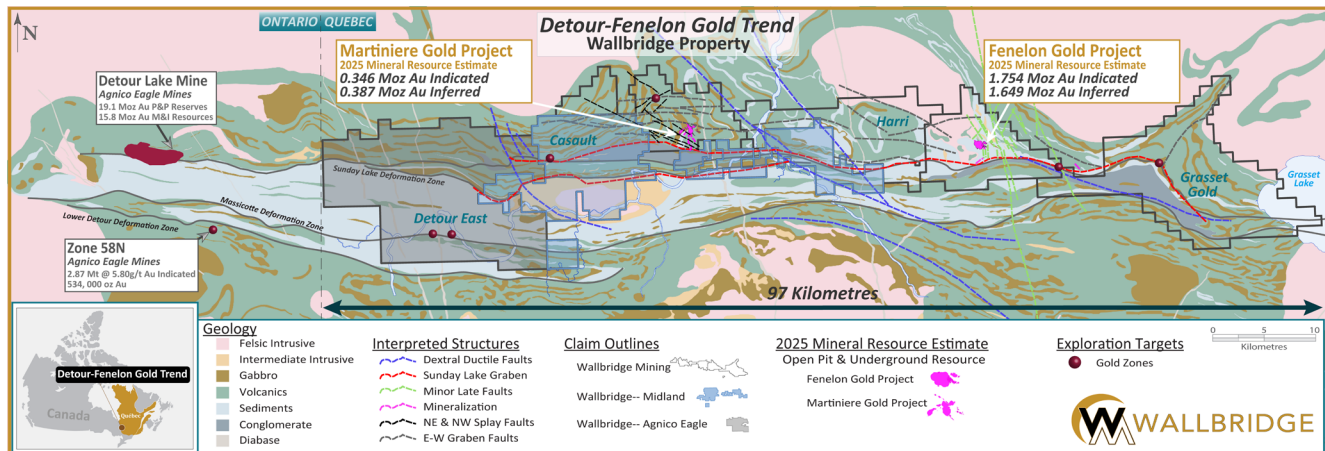 N
ONTARIO QUEBEC
Detour-Fenelon Gold Trend
Wallbridge Property
Martiniere Gold Project
2025 Mineral Resource Estimate
0.346 Moz Au Indicated
0.387 Moz Au Inferred
Fenelon Gold Project
2025 Mineral Resource Estimate
1.754 Moz Au Indicated
1.649 Moz Au Inferred
Detour Lake Mine
Agnico Eagle Mines
19.1 Moz Au P&P Reserves
15.8 Moz Au M&I Resources
Casault
Harri
Sunday Lake Deformation Zone
Grasset
Gold
Grasset
Lake
Massicotte Deformation Zone
Lower Detour Deformation Zone
Detour East
Zone 58N
Agnico Eagle Mines
2.87 Mt @ 5.80g/t Au Indicated
534, 000 oz Au
97 Kilometres
Detour-Fenelon Gold Trend
Canada
Québec
Geology
Felsic Intrusive
Intermediate Intrusive
Gabbro
Volcanics
Sediments
Conglomerate
Diabase
Interpreted Structures
Dextral Ductile Faults
Sunday Lake Graben
Minor Late Faults
Mineralization
NE & NW Splay Faults
E-W Graben Faults
Claim Outlines
Wallbridge Mining
Wallbridge-- Midland
Wallbridge-- Agnico Eagle
2025 Mineral Resource Estimate
Open Pit & Underground Resource
Fenelon Gold Project
Martiniere Gold Project
Exploration Targets
Gold Zones
0 5 10
Kilometres
WALLBRIDGE